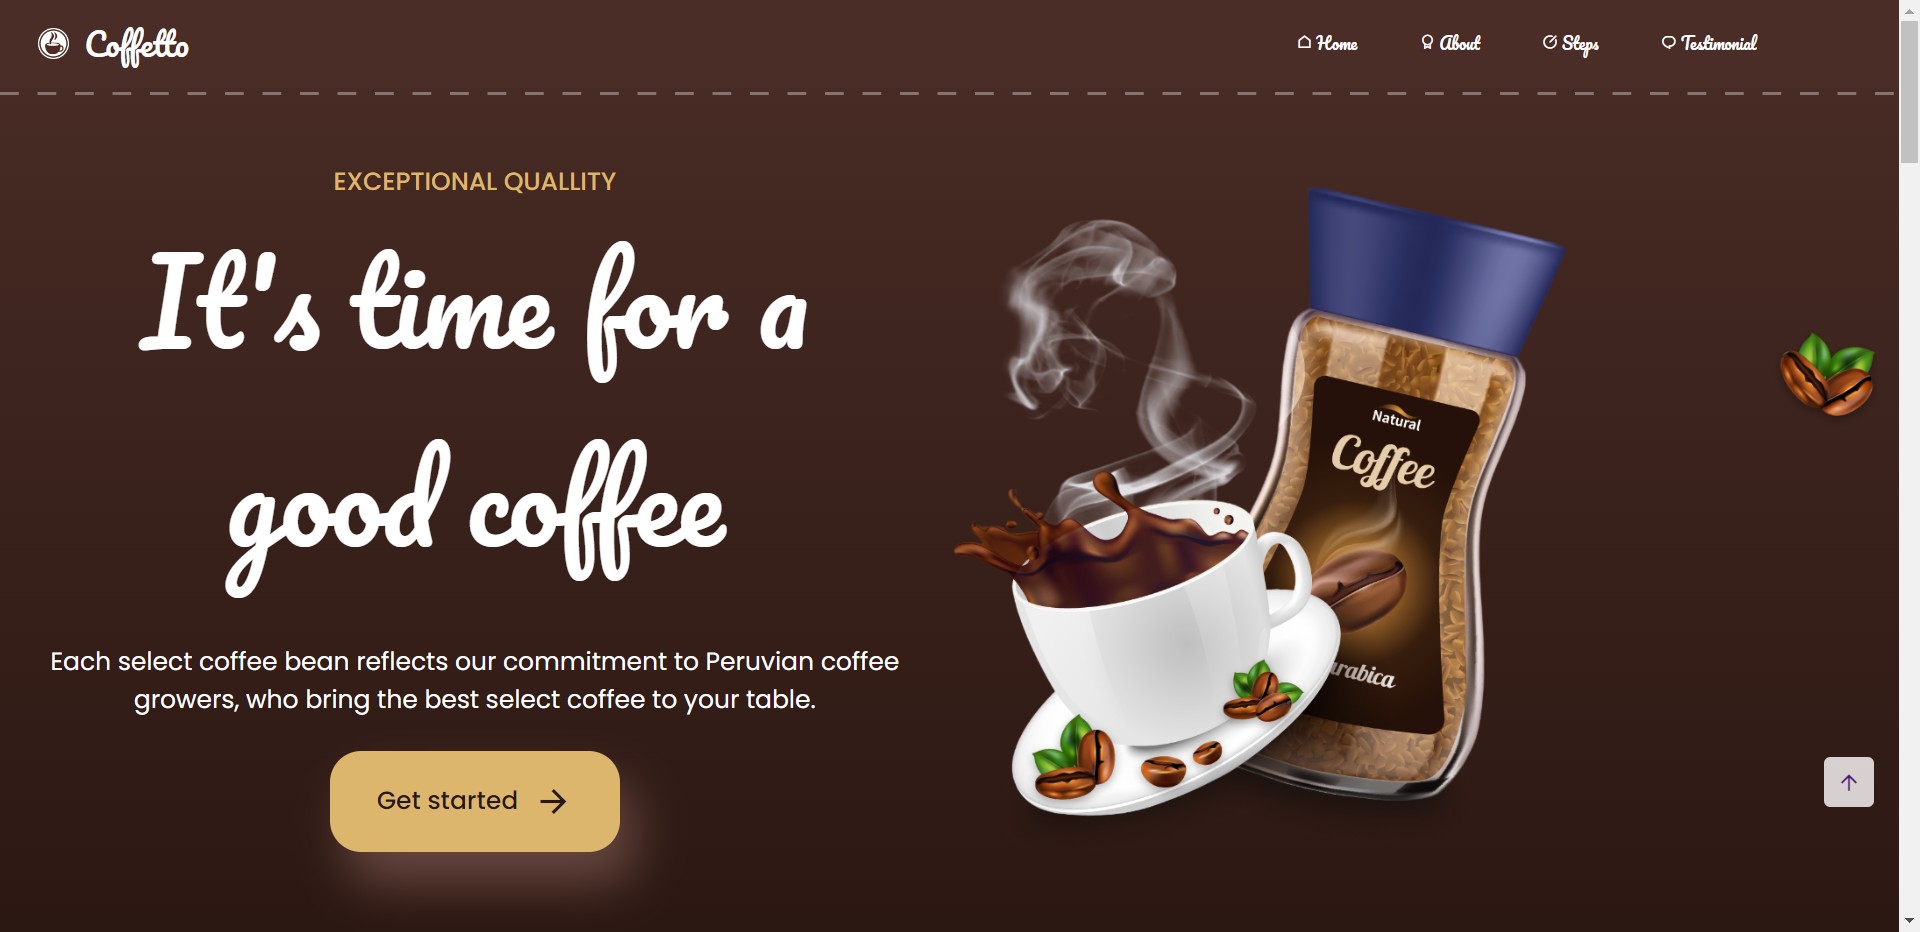 Coffetto
Home About Steps Testimonial
EXCEPTIONAL QUALLITY
It's time for a
good coffee
Each select coffee bean reflects our commitment to Peruvian coffee
growers, who bring the best select coffee to your table.
Get started
Natural
Coffee
rabica